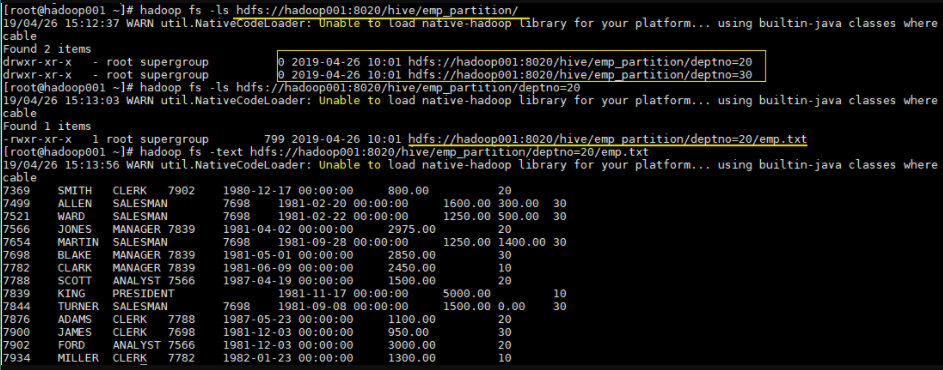 [root@hadoop001 ~]# hadoop fs -ls hdfs://hadoop001:8020/hive/emp_partition/
19/04/26 15:12:37 WARN util.NativeCodeLoader: Unable to load native-hadoop library for your platform... using builtin-java classes where
cable
Found 2 items
drwxr-xr-x   - root supergroup          0 2019-04-26 10:01 hdfs://hadoop001:8020/hive/emp_partition/deptno=20
drwxr-xr-x   - root supergroup          0 2019-04-26 10:01 hdfs://hadoop001:8020/hive/emp_partition/deptno=30
[root@hadoop001 ~]# hadoop fs -ls hdfs://hadoop001:8020/hive/emp_partition/deptno=20
19/04/26 15:13:03 WARN util.NativeCodeLoader: Unable to load native-hadoop library for your platform... using builtin-java classes where
cable
Found 1 items
-rwxr-xr-x   1 root supergroup        799 2019-04-26 10:01 hdfs://hadoop001:8020/hive/emp_partition/deptno=20/emp.txt
[root@hadoop001 ~]# hadoop fs -text hdfs://hadoop001:8020/hive/emp_partition/deptno=20/emp.txt
19/04/26 15:13:56 WARN util.NativeCodeLoader: Unable to load native-hadoop library for your platform... using builtin-java classes where
cable
7369    SMITH   CLERK   7902    1980-12-17 00:00:00     800.00          20
7499    ALLEN   SALESMAN        7698    1981-02-20 00:00:00     1600.00 300.00  30
7521    WARD    SALESMAN        7698    1981-02-22 00:00:00     1250.00 500.00  30
7566    JONES   MANAGER 7839    1981-04-02 00:00:00     2975.00         20
7654    MARTIN  SALESMAN        7698    1981-09-28 00:00:00     1250.00 1400.00 30
7698    BLAKE   MANAGER 7839    1981-05-01 00:00:00     2850.00         30
7782    CLARK   MANAGER 7839    1981-06-09 00:00:00     2450.00         10
7788    SCOTT   ANALYST 7566    1987-04-19 00:00:00     1500.00         20
7839    KING    PRESIDENT               1981-11-17 00:00:00     5000.00         10
7844    TURNER  SALESMAN        7698    1981-09-08 00:00:00     1500.00 0.00    30
7876    ADAMS   CLERK   7788    1987-05-23 00:00:00     1100.00         20
7900    JAMES   CLERK   7698    1981-12-03 00:00:00     950.00          30
7902    FORD    ANALYST 7566    1981-12-03 00:00:00     3000.00         20
7934    MILLER  CLERK   7782    1982-01-23 00:00:00     1300.00         10